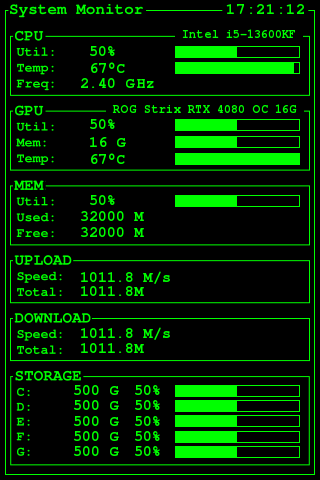 System Monitor 17:21:12
CPU Intel i5-13600KF
Util: 50%
Temp: 67°C
Freq: 2.40 GHz
GPU ROG Strix RTX 4080 OC 16G
Util: 50%
Mem: 16 G
Temp: 67°C
MEM
Util: 50%
Used: 32000 M
Free: 32000 M
UPLOAD
Speed: 1011.8 M/s
Total: 1011.8M
DOWNLOAD
Speed: 1011.8 M/s
Total: 1011.8M
STORAGE
C: 500 G 50%
D: 500 G 50%
E: 500 G 50%
F: 500 G 50%
G: 500 G 50%